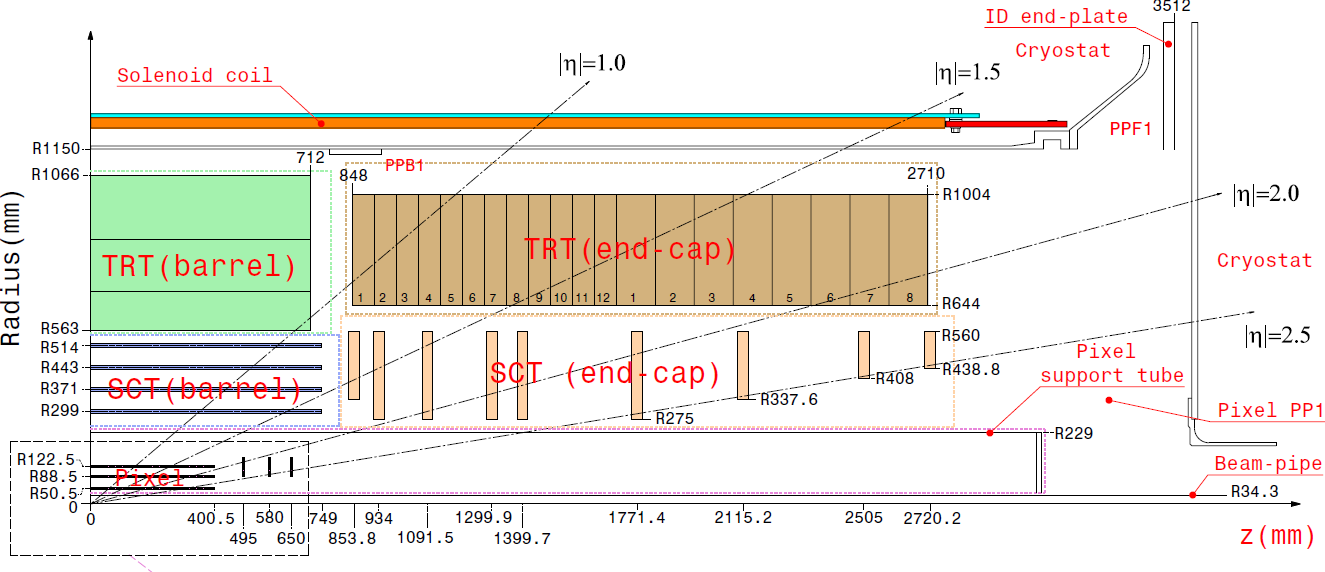 3512
ID end-plate
Cryostat
|η|=1.0
|η|=1.5
Solenoid coil
PPF1
R1150
712
PPB1
R1066
848
2710
R1004
|η|=2.0
Radius(mm)
TRT(barrel)
TRT(end-cap)
Cryostat
1 2 3 4 5 6 7 8 9 10 11 12 1 2 3 4 5 6 7 8
R644
R563
R514
R560
|η|=2.5
R443
Pixel
support tube
R438.8
R371
SCT(barrel)
SCT (end-cap)
R408
R337.6
R299
R275
Pixel PP1
R229
R122.5
R88.5
Pixel
R50.5
Beam-pipe
R34.3
0
0 400.5 580 749 934 1299.9 1771.4 2115.2 2505 2720.2
495 650 853.8 1091.5 1399.7
z(mm)